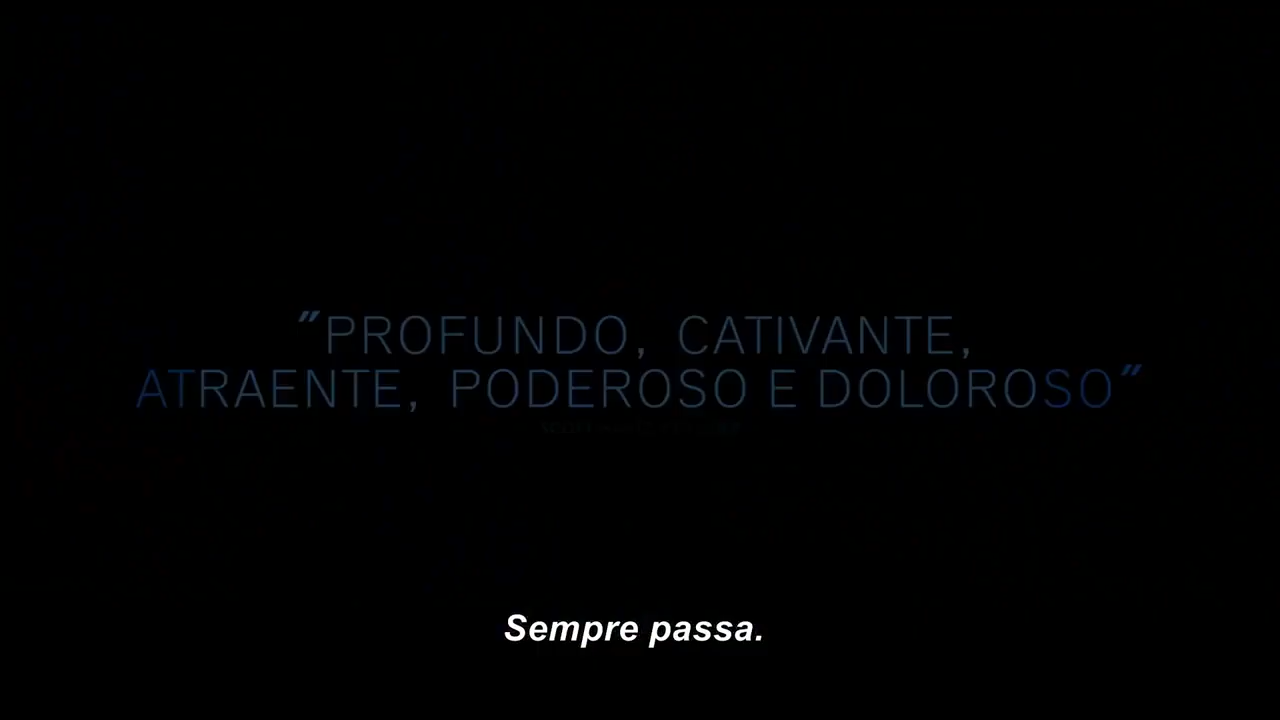 "PROFUNDO, CATIVANTE,
ATRAENTE, PODEROSO E DOLOROSO"
Sempre passa.